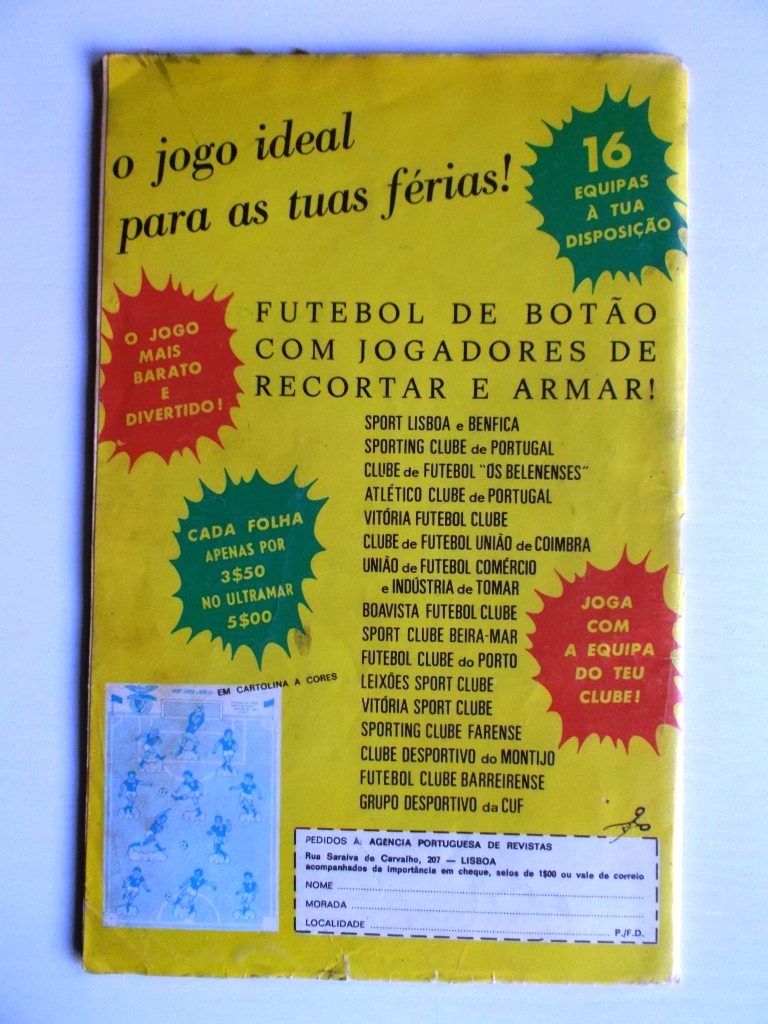 o jogo ideal
para as tuas férias!
16
EQUIPAS
À TUA
DISPOSIÇÃO
O JOGO
MAIS
BARATO
E
DIVERTIDO!
FUTEBOL DE BOTÃO
COM JOGADORES DE
RECORTAR E ARMAR!
SPORT LISBOA e BENFICA
SPORTING CLUBE de PORTUGAL
CLUBE de FUTEBOL "OS BELENENSES"
ATLÉTICO CLUBE de PORTUGAL
VITÓRIA FUTEBOL CLUBE
CLUBE de FUTEBOL UNIÃO de COIMBRA
UNIÃO de FUTEBOL COMÉRCIO
e INDÚSTRIA de TOMAR
BOAVISTA FUTEBOL CLUBE
SPORT CLUBE BEIRA-MAR
FUTEBOL CLUBE do PORTO
LEIXÕES SPORT CLUBE
VITÓRIA SPORT CLUBE
SPORTING CLUBE FARENSE
CLUBE DESPORTIVO do MONTIJO
FUTEBOL CLUBE BARREIRENSE
GRUPO DESPORTIVO da CUF
CADA FOLHA
APENAS POR
3$50
NO ULTRAMAR
5$00
JOGA
COM
A EQUIPA
DO TEU
CLUBE!
EM CARTOLINA A CORES
PEDIDOS À: AGENCIA PORTUGUESA DE REVISTAS
Rua Saraiva de Carvalho, 207 — LISBOA
acompanhados da importância em cheque, selos de 1$00 ou vale de correio
NOME
MORADA
LOCALIDADE
P./F.D.